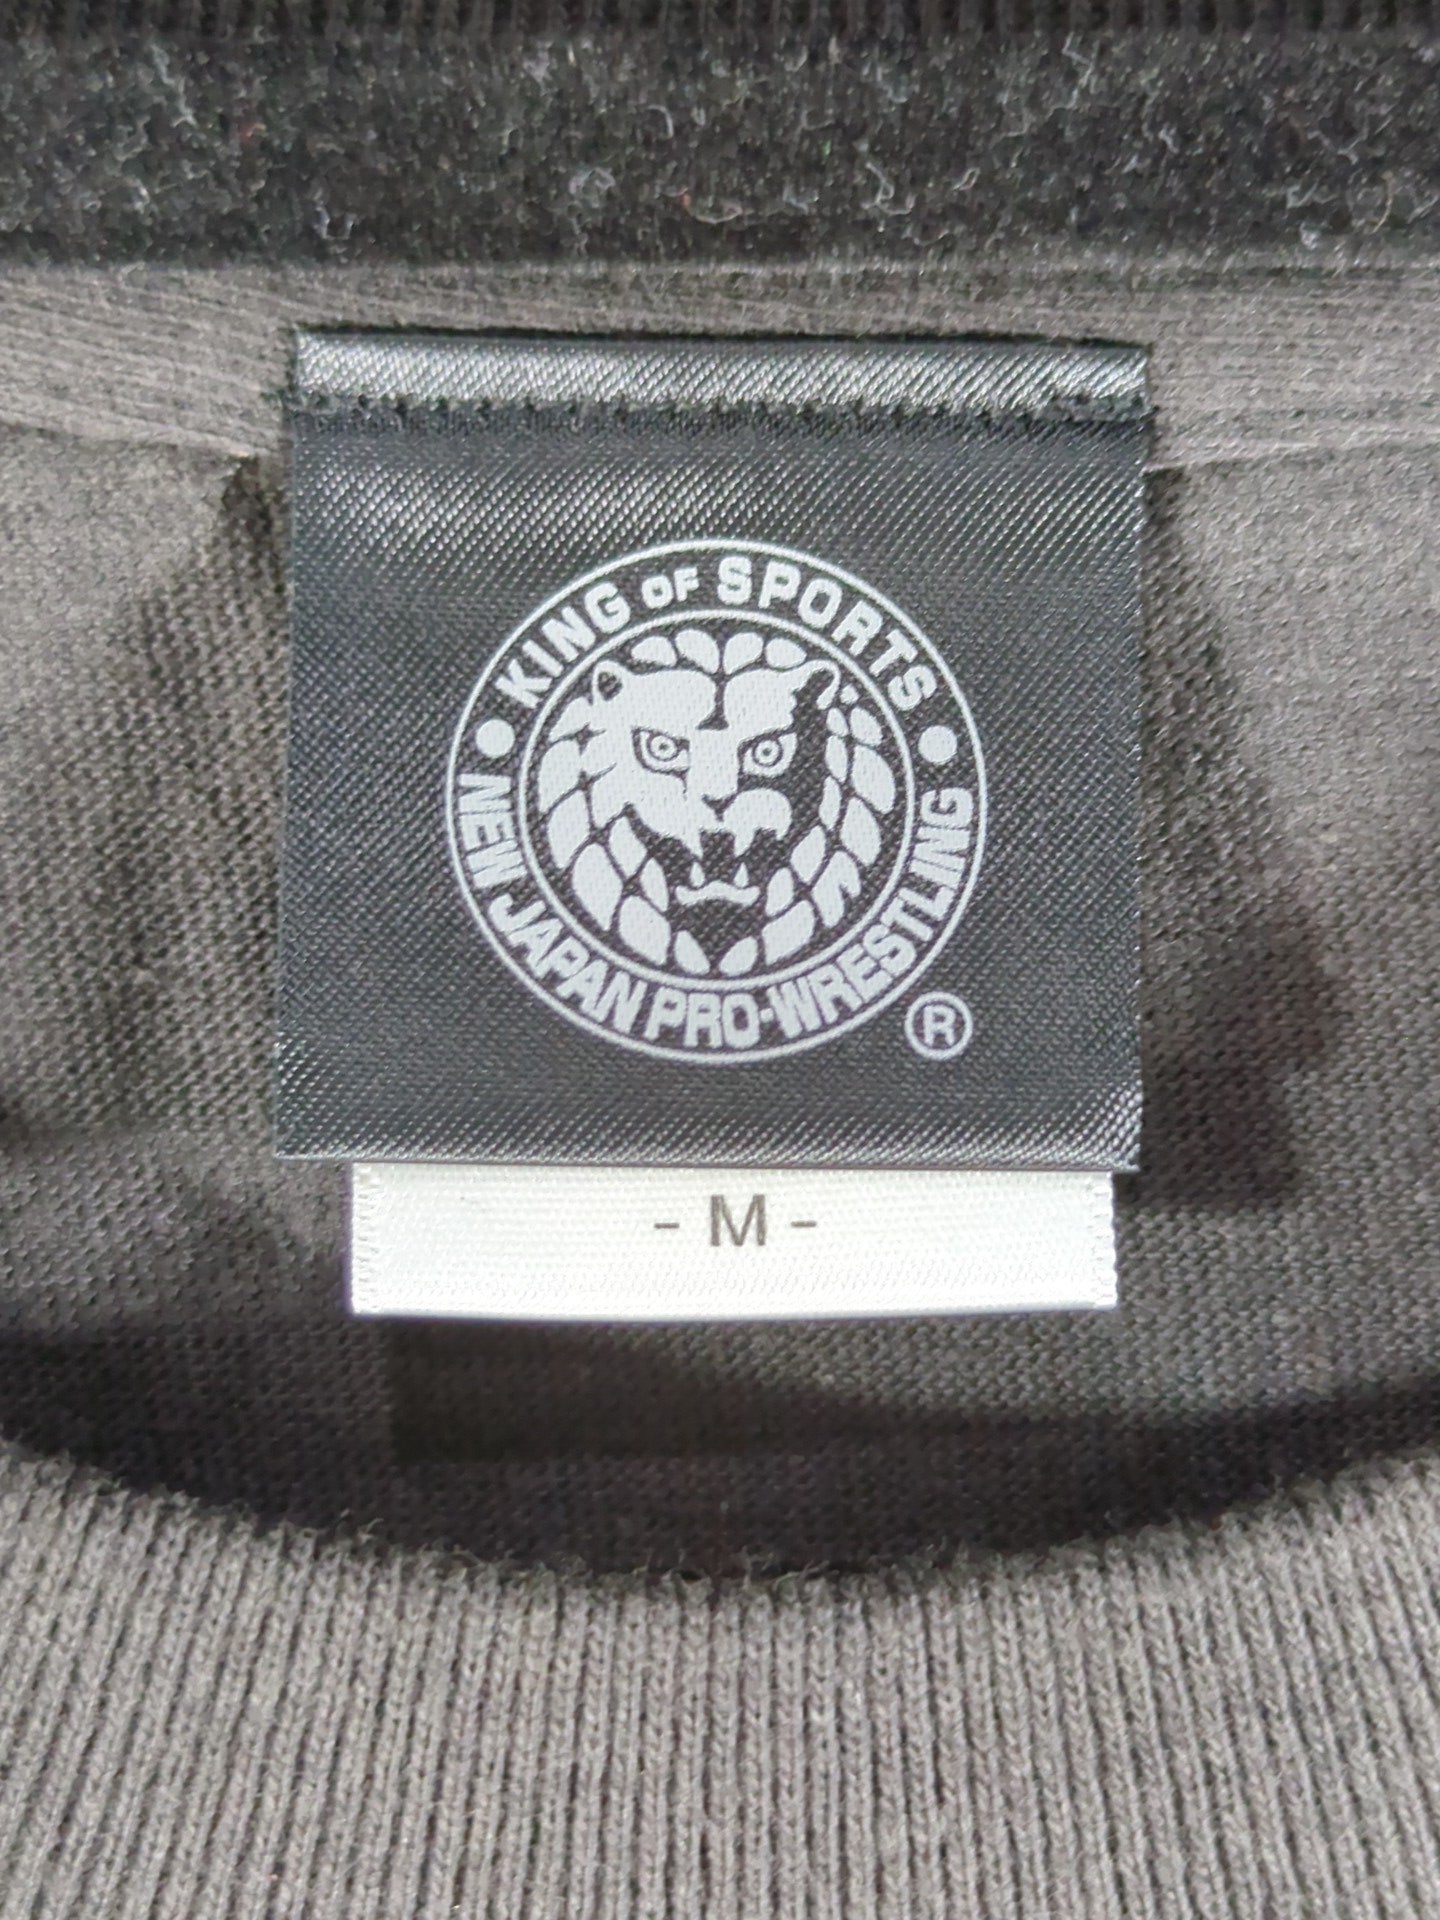 KING OF SPORTS
NEW JAPAN PRO-WRESTLING
®
- M -